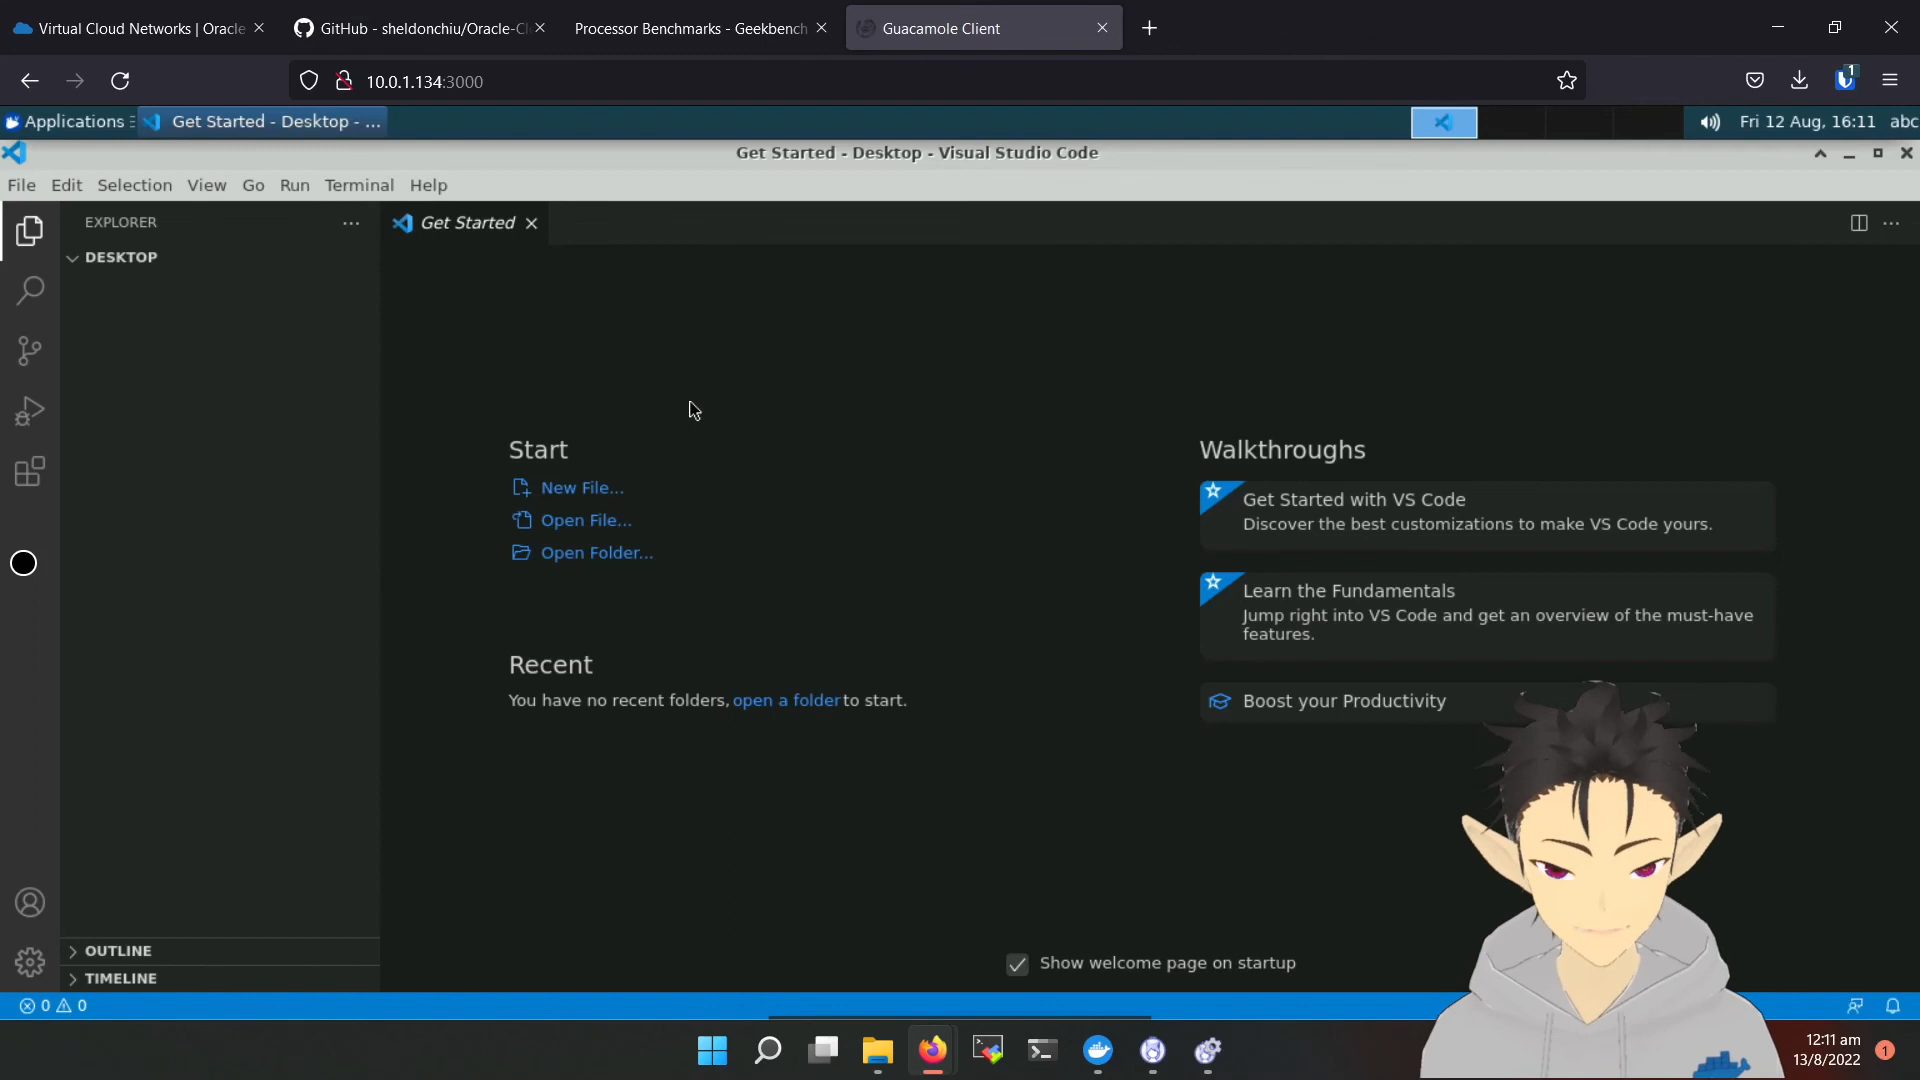 Virtual Cloud Networks | Oracle
GitHub - sheldonchiu/Oracle-Cl
Processor Benchmarks - Geekbench
Guacamole Client
10.0.1.134:3000
1
Applications
Get Started - Desktop - ...
Fri 12 Aug, 16:11
abc
Get Started - Desktop - Visual Studio Code
File Edit Selection View Go Run Terminal Help
EXPLORER
Get Started
DESKTOP
Start
New File...
Open File...
Open Folder...
Recent
You have no recent folders, open a folder to start.
Walkthroughs
Get Started with VS Code
Discover the best customizations to make VS Code yours.
Learn the Fundamentals
Jump right into VS Code and get an overview of the must-have
features.
Boost your Productivity
Show welcome page on startup
OUTLINE
TIMELINE
0 0
12:11 am
13/8/2022
1